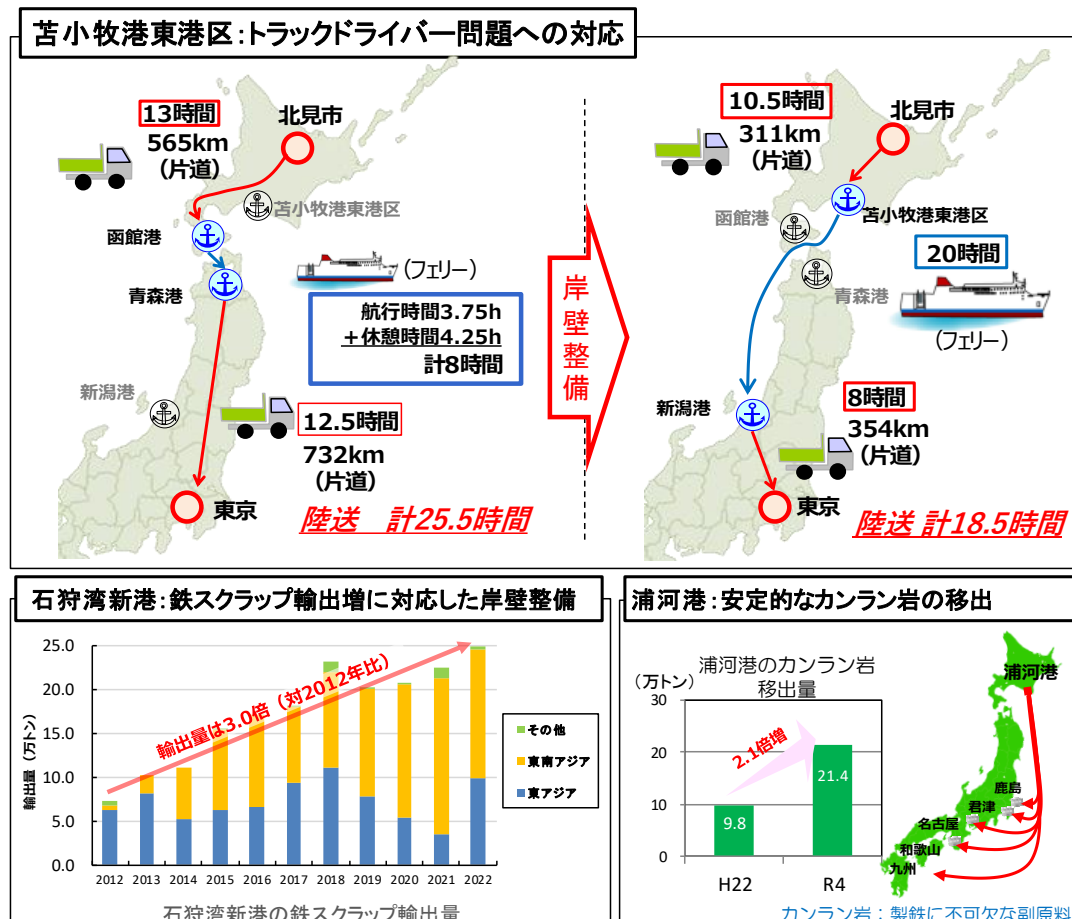 苫小牧港東港区:トラックドライバー問題への対応
13時間
565km
(片道)
北見市
苫小牧港東港区
函館港
青森港
(フェリー)
航行時間3.75h
+休憩時間4.25h
計8時間
新潟港
12.5時間
732km
(片道)
東京
陸送 計25.5時間
岸壁整備
10.5時間
311km
(片道)
北見市
函館港
苫小牧港東港区
20時間
青森港
(フェリー)
新潟港
8時間
354km
(片道)
東京
陸送 計18.5時間
石狩湾新港:鉄スクラップ輸出増に対応した岸壁整備
輸出量(万トン)
25.0
20.0
15.0
10.0
5.0
0.0
輸出量は3.0倍(対2012年比)
その他
東南アジア
東アジア
2012 2013 2014 2015 2016 2017 2018 2019 2020 2021 2022
石狩湾新港の鉄スクラップ輸出量
浦河港:安定的なカンラン岩の移出
浦河港のカンラン岩
移出量
(万トン)
30
20
10
0
2.1倍増
9.8
21.4
H22
R4
浦河港
鹿島
君津
名古屋
和歌山
九州
カンラン岩:製鉄に不可欠な副原料